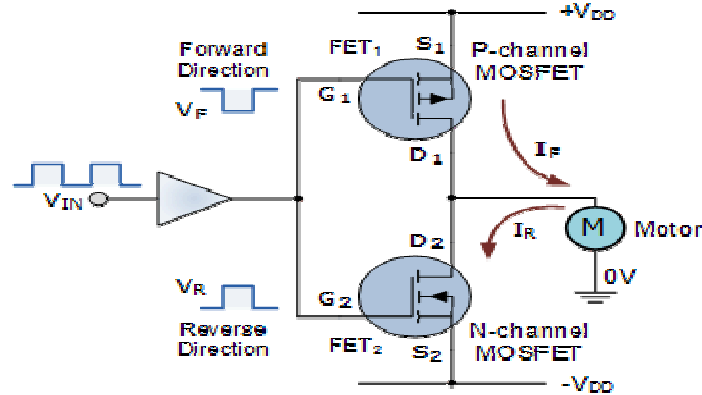 +VDD
Forward
Direction
FET1
S1
P-channel
MOSFET
VF
G1
D1
IF
VIN
IR
M
Motor
D2
0V
VR
G2
Reverse
Direction
FET2
S2
N-channel
MOSFET
-VDD